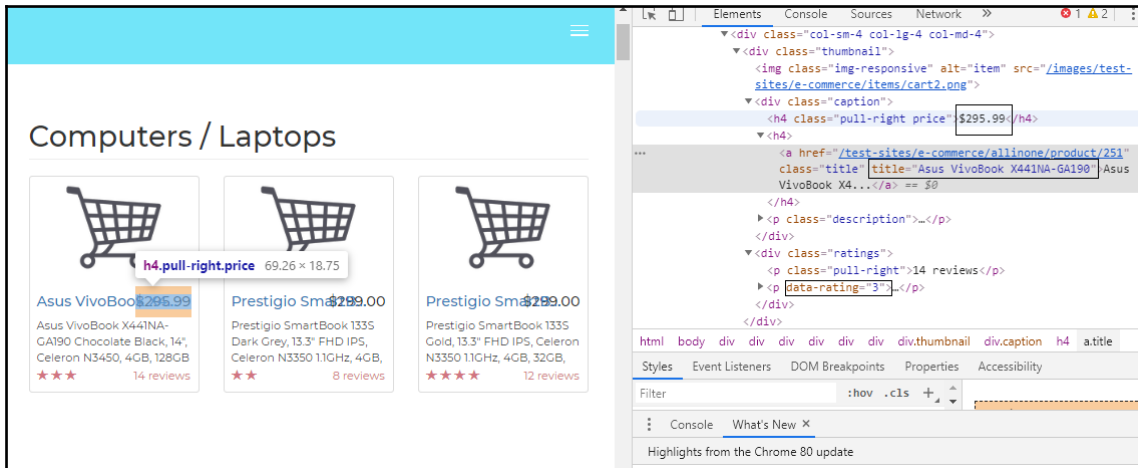 Computers / Laptops
h4.pull-right.price 69.26 × 18.75
Asus VivoBoo $295.99
Asus VivoBook X441NA-
GA190 Chocolate Black, 14",
Celeron N3450, 4GB, 128GB
14 reviews
Prestigio Sma $299.00
Prestigio SmartBook 133S
Dark Grey, 13.3" FHD IPS,
Celeron N3350 1.1GHz, 4GB,
8 reviews
Prestigio Sma $299.00
Prestigio SmartBook 133S
Gold, 13.3" FHD IPS, Celeron
N3350 1.1GHz, 4GB, 32GB,
12 reviews
Elements Console Sources Network » 1 2
<div class="col-sm-4 col-lg-4 col-md-4">
<div class="thumbnail">
<img class="img-responsive" alt="item" src="/images/test-
sites/e-commerce/items/cart2.png">
<div class="caption">
<h4 class="pull-right price">$295.99</h4>
<h4>
<a href="/test-sites/e-commerce/allinone/product/251"
class="title" title="Asus VivoBook X441NA-GA190">Asus
VivoBook X4...</a> == $0
</h4>
<p class="description">…</p>
</div>
<div class="ratings">
<p class="pull-right">14 reviews</p>
<p data-rating="3">…</p>
</div>
</div>
html body div div div div div div div.thumbnail div.caption h4 a.title
Styles Event Listeners DOM Breakpoints Properties Accessibility
Filter :hov .cls +
Console What's New ×
Highlights from the Chrome 80 update